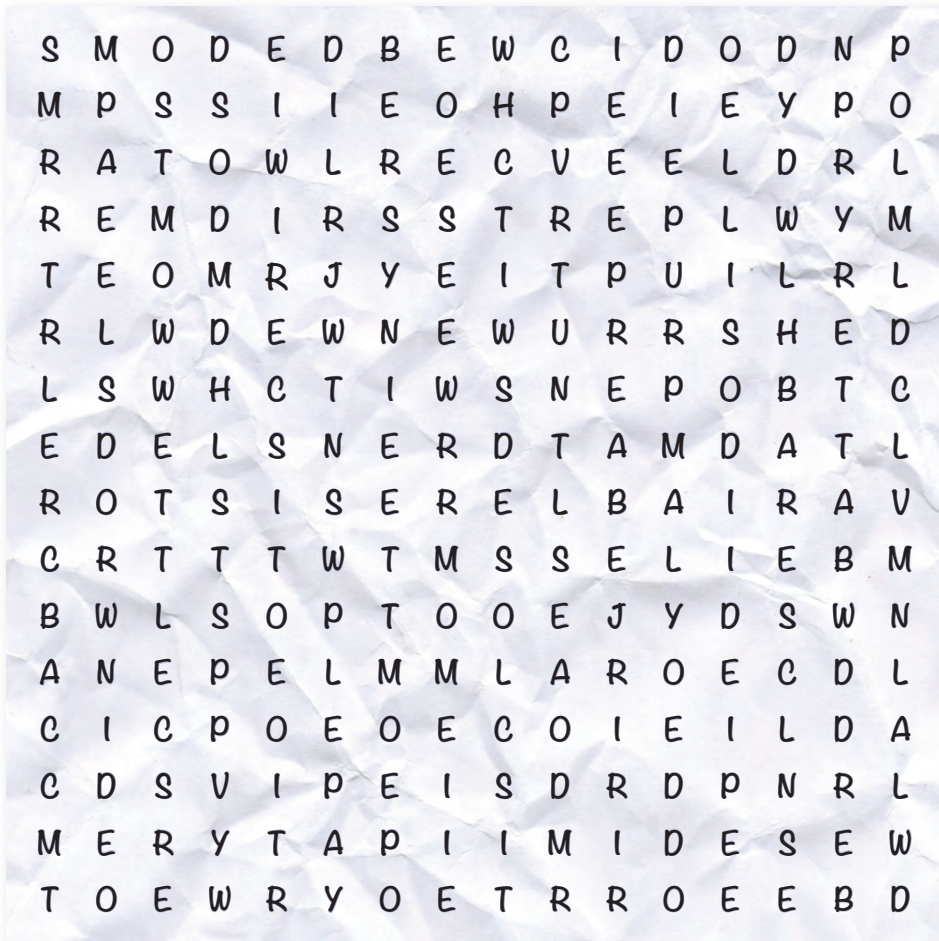 S M O D E D B E W C I D O D N P
M P S S I I E O H P E I E Y P O
R A T O W L R E C V E E L D R L
R E M D I R S S T R E P L W Y M
T E O M R J Y E I T P U I L R L
R L W D E W N E W U R R S H E D
L S W H C T I W S N E P O B T C
E D E L S N E R D T A M D A T L
R O T S I S E R E L B A I R A V
C R T T T W T M S S E L I E B M
B W L S O P T O O E J Y D S W N
A N E P E L M M L A R O E C D L
C I C P O E O E C O I E I L D A
C D S V I P E I S D R D P N R L
M E R Y T A P I I M I D E S E W
T O E W R Y O E T R R O E E B D